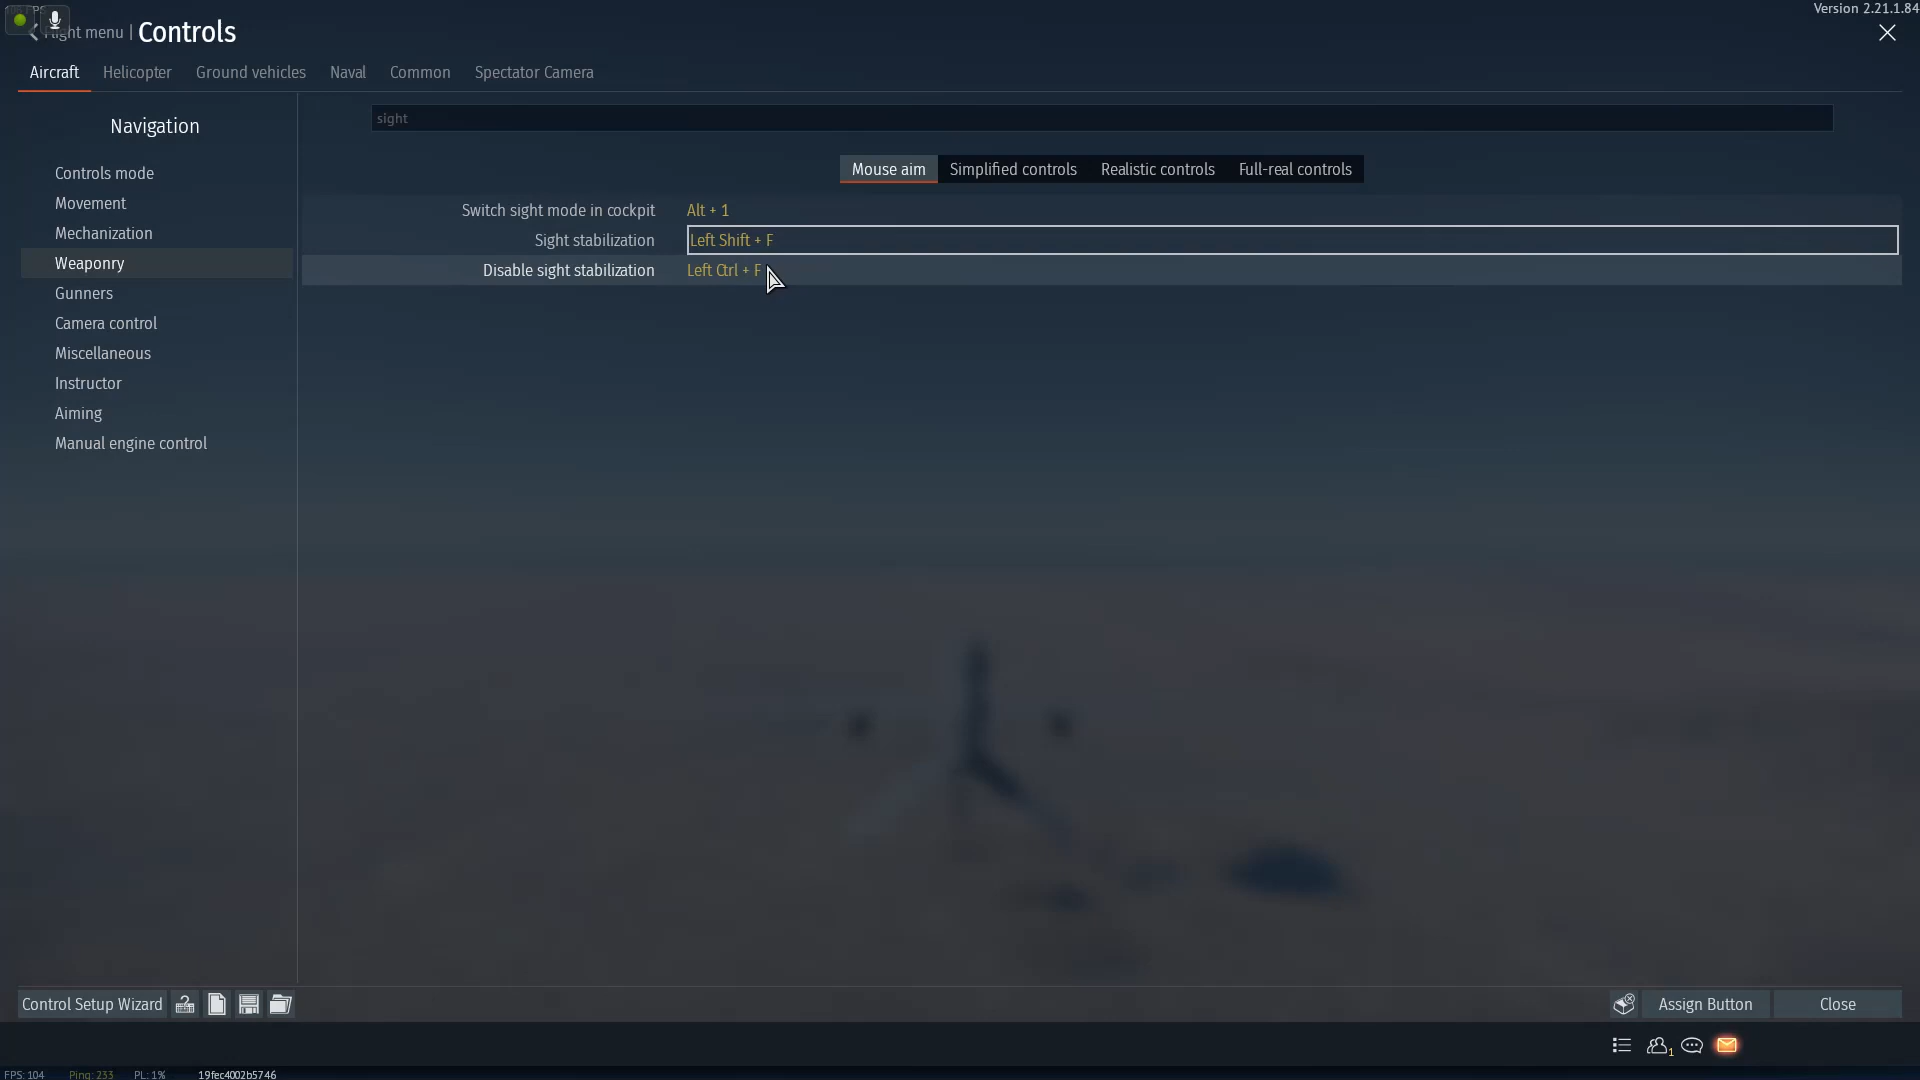 Version 2.21.1.84
Flight menu | Controls
Aircraft Helicopter Ground vehicles Naval Common Spectator Camera
Navigation
sight
Controls mode
Movement
Mechanization
Weaponry
Gunners
Camera control
Miscellaneous
Instructor
Aiming
Manual engine control
Mouse aim Simplified controls Realistic controls Full-real controls
Switch sight mode in cockpit Alt + 1
Sight stabilization Left Shift + F
Disable sight stabilization Left Ctrl + F
Control Setup Wizard
Assign Button
Close
1
FPS: 104 Ping: 233 PL: 1% 19fec4002b5746